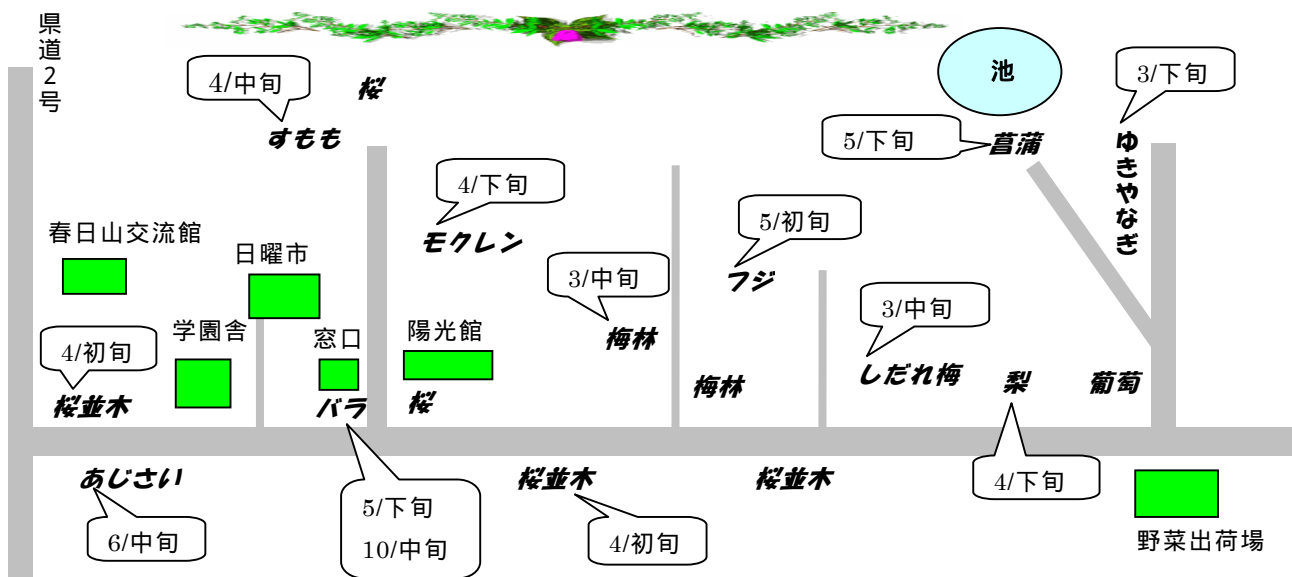 県道2号
4/中旬
桜
すもも
池
3/下旬
5/下旬
菖蒲
ゆきやなぎ
4/下旬
モクレン
5/初旬
フジ
春日山交流館
日曜市
3/中旬
梅林
3/中旬
しだれ梅
学園舎
窓口
陽光館
4/初旬
桜並木
バラ
桜
梅林
梨
葡萄
あじさい
6/中旬
5/下旬
10/中旬
桜並木
4/初旬
桜並木
4/下旬
野菜出荷場